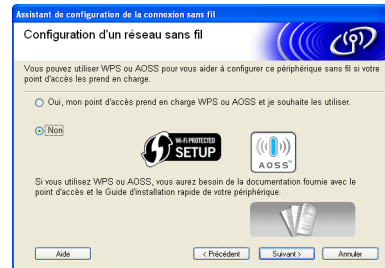 Assistant de configuration de la connexion sans fil
Configuration d'un réseau sans fil
Vous pouvez utiliser WPS ou AOSS pour vous aider à configurer ce périphérique sans fil si votre
point d'accès les prend en charge.
Oui, mon point d'accès prend en charge WPS ou AOSS et je souhaite les utiliser.
Non
WI-FI PROTECTED
SETUP
AOSS™
Si vous utilisez WPS ou AOSS, vous aurez besoin de la documentation fournie avec le
point d'accès et le Guide d'installation rapide de votre périphérique.
Aide
< Précédent
Suivant >
Annuler